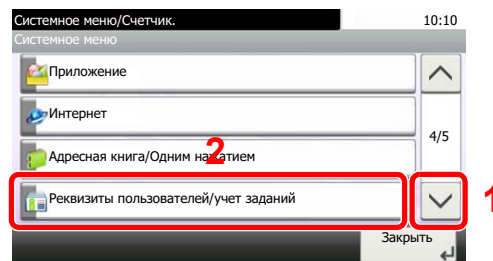 Системное меню/Счетчик. 10:10
Системное меню
Приложение
Интернет
4/5
2
Адресная книга/Одним нажатием
Реквизиты пользователей/учет заданий
1
Закрыть